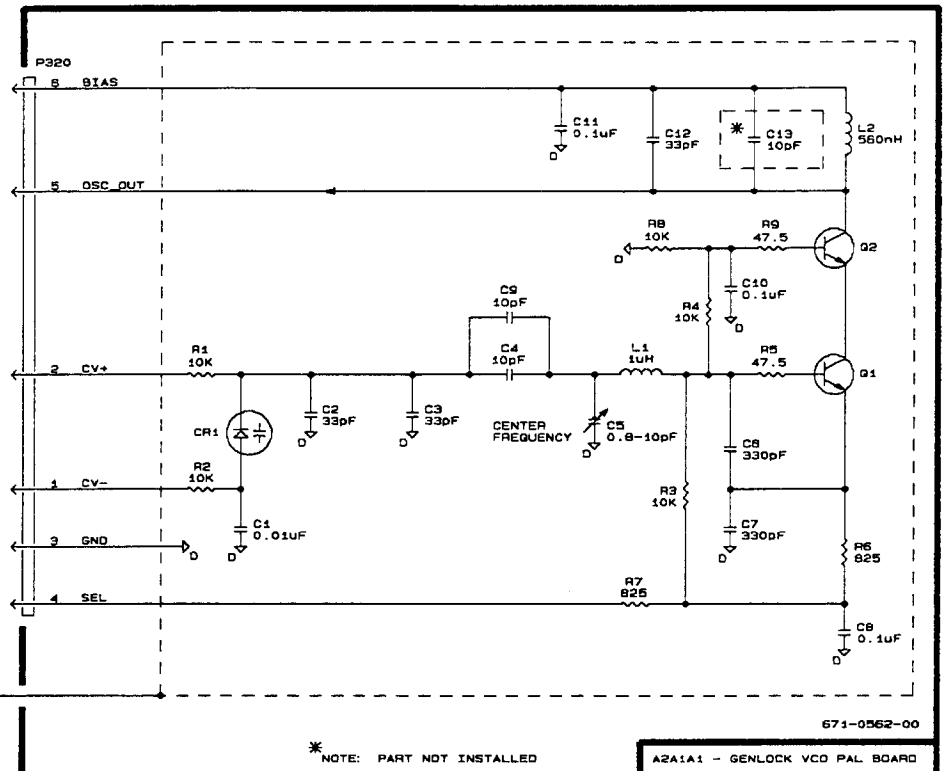 P320
6 BIAS
C11
0.1uF
D
C12
33pF
*
C13
10pF
L2
560nH
5 OSC_OUT
R8
10K
D
R9
47.5
Q2
C10
0.1uF
D
R4
10K
C9
10pF
C4
10pF
L1
1uH
R5
47.5
Q1
2 CV+
R1
10K
C2
33pF
D
C3
33pF
D
CENTER
FREQUENCY
C5
0.8-10pF
D
CR1
C6
330pF
R2
10K
1 CV-
R3
10K
C1
0.01uF
D
C7
330pF
D
3 GND
D
R6
825
4 SEL
R7
825
C8
0.1uF
D
671-0562-00
*
NOTE: PART NOT INSTALLED
A2A1A1 - GENLOCK VCO PAL BOARD